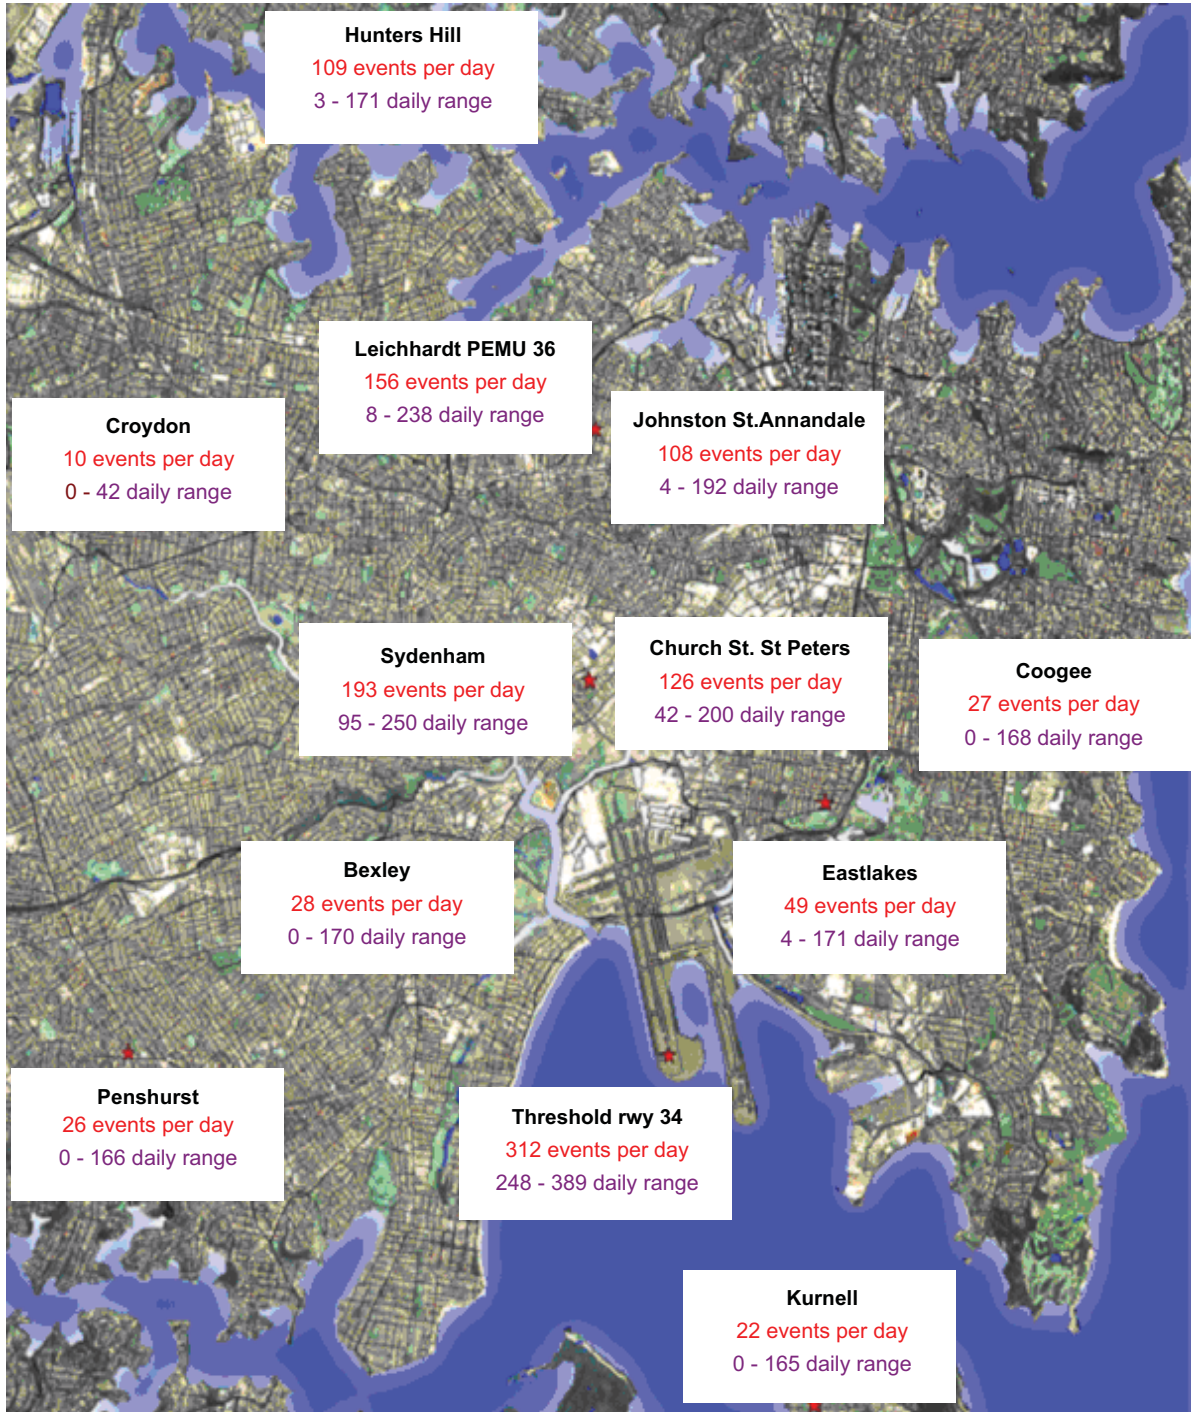 Hunters Hill
109 events per day
3 - 171 daily range
Leichhardt PEMU 36
156 events per day
8 - 238 daily range
Johnston St.Annandale
108 events per day
4 - 192 daily range
Croydon
10 events per day
0 - 42 daily range
Sydenham
193 events per day
95 - 250 daily range
Church St. St Peters
126 events per day
42 - 200 daily range
Coogee
27 events per day
0 - 168 daily range
Bexley
28 events per day
0 - 170 daily range
Eastlakes
49 events per day
4 - 171 daily range
Penshurst
26 events per day
0 - 166 daily range
Threshold rwy 34
312 events per day
248 - 389 daily range
Kurnell
22 events per day
0 - 165 daily range